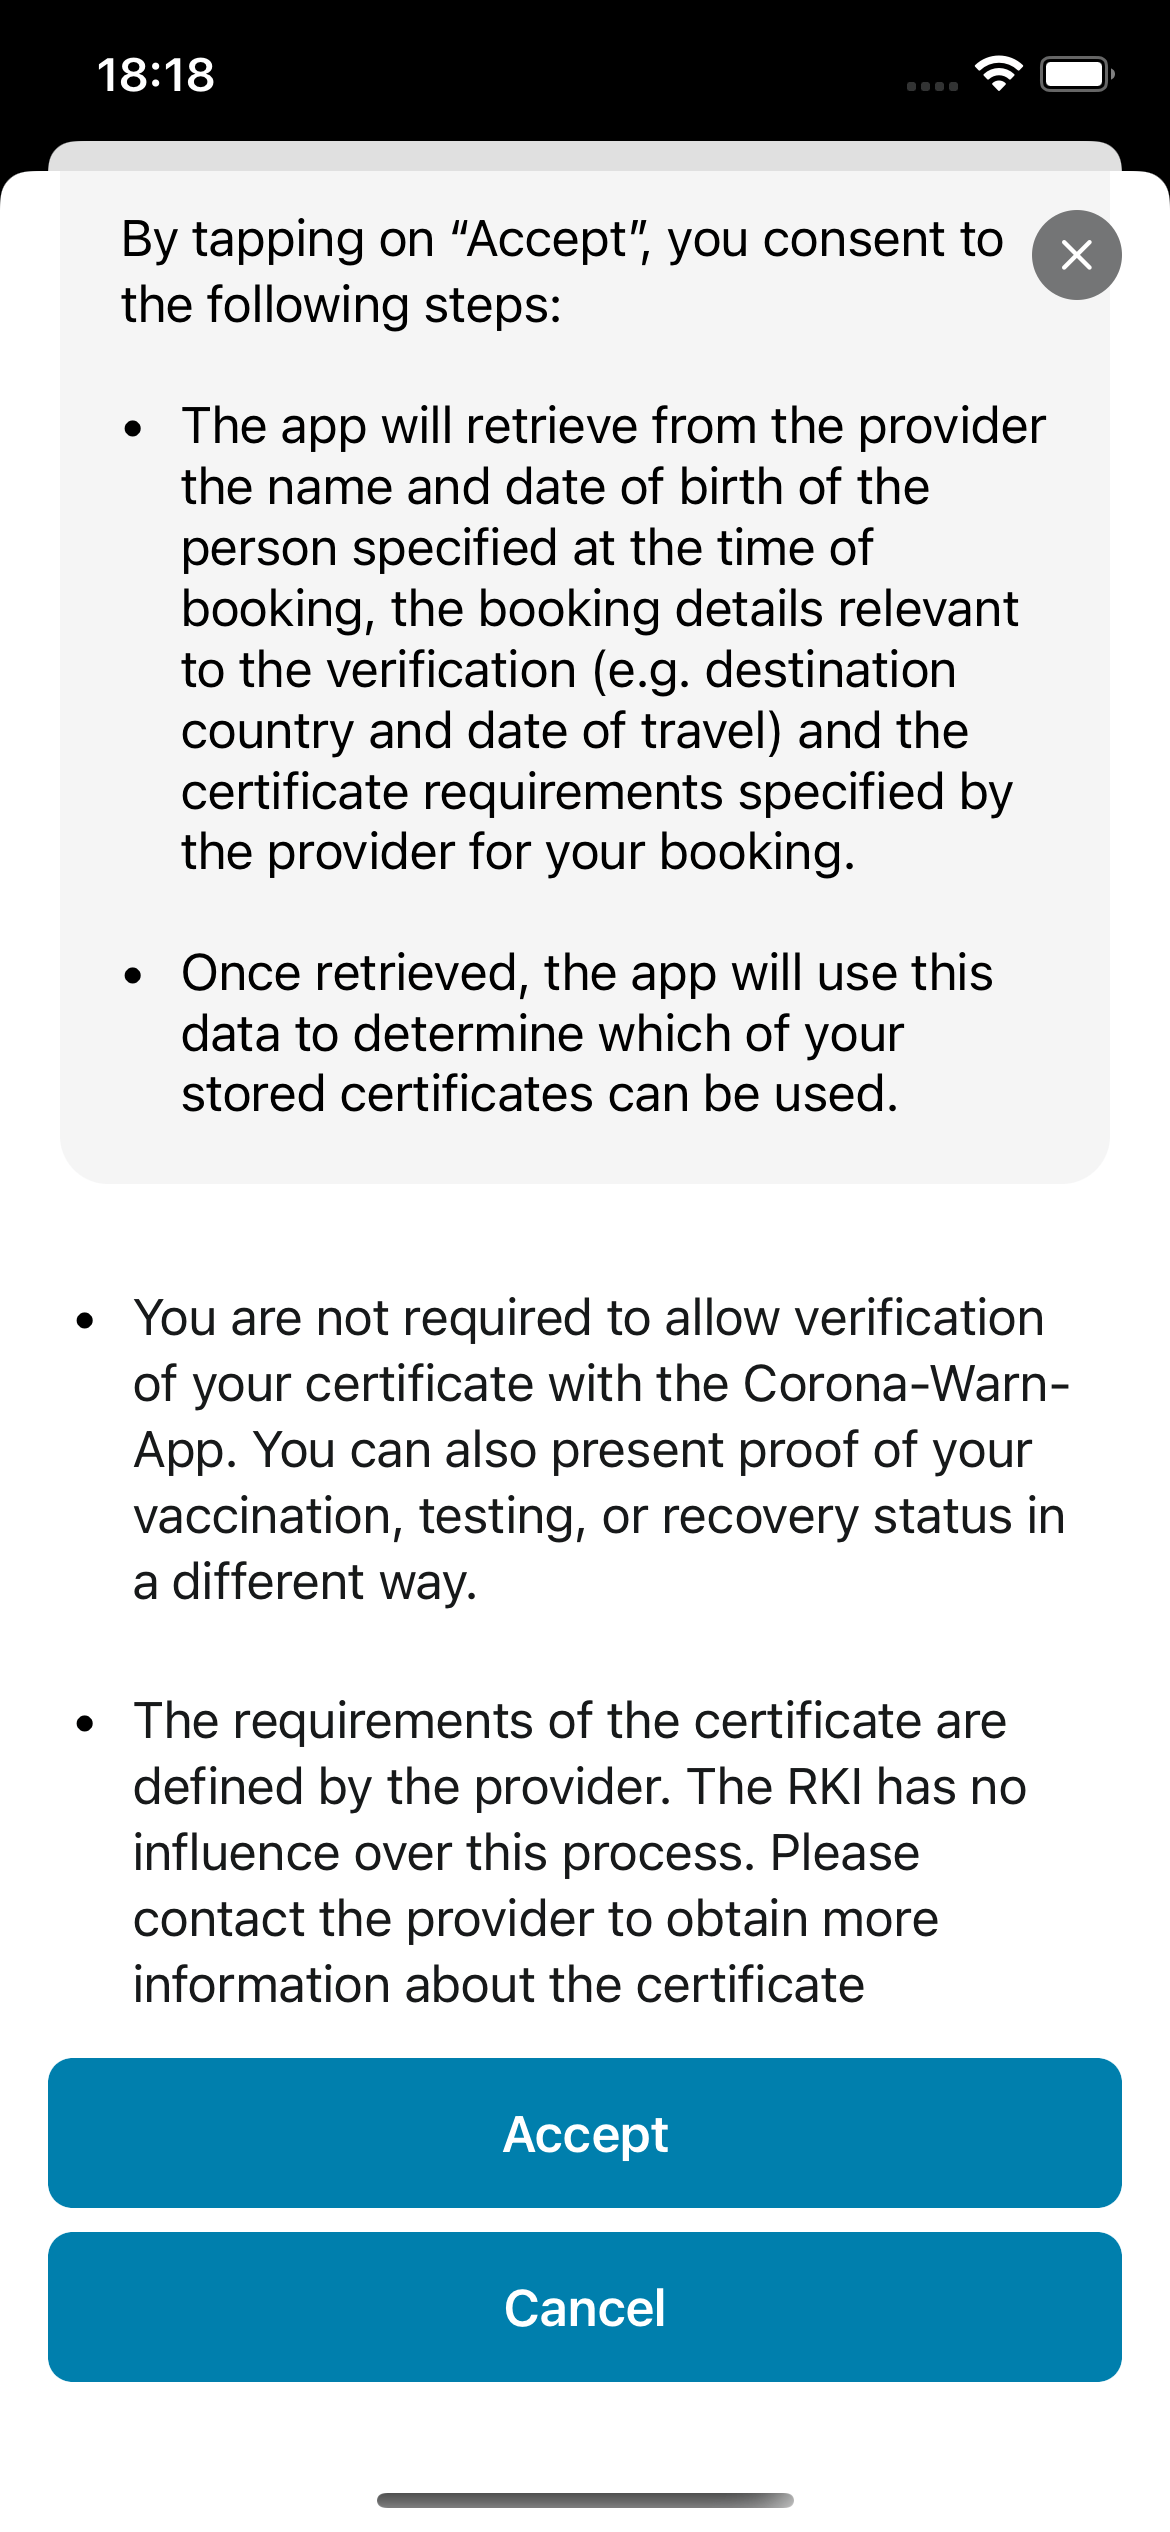 18:18
By tapping on “Accept”, you consent to
the following steps:
• The app will retrieve from the provider
the name and date of birth of the
person specified at the time of
booking, the booking details relevant
to the verification (e.g. destination
country and date of travel) and the
certificate requirements specified by
the provider for your booking.
• Once retrieved, the app will use this
data to determine which of your
stored certificates can be used.
• You are not required to allow verification
of your certificate with the Corona-Warn-
App. You can also present proof of your
vaccination, testing, or recovery status in
a different way.
• The requirements of the certificate are
defined by the provider. The RKI has no
influence over this process. Please
contact the provider to obtain more
information about the certificate
Accept
Cancel